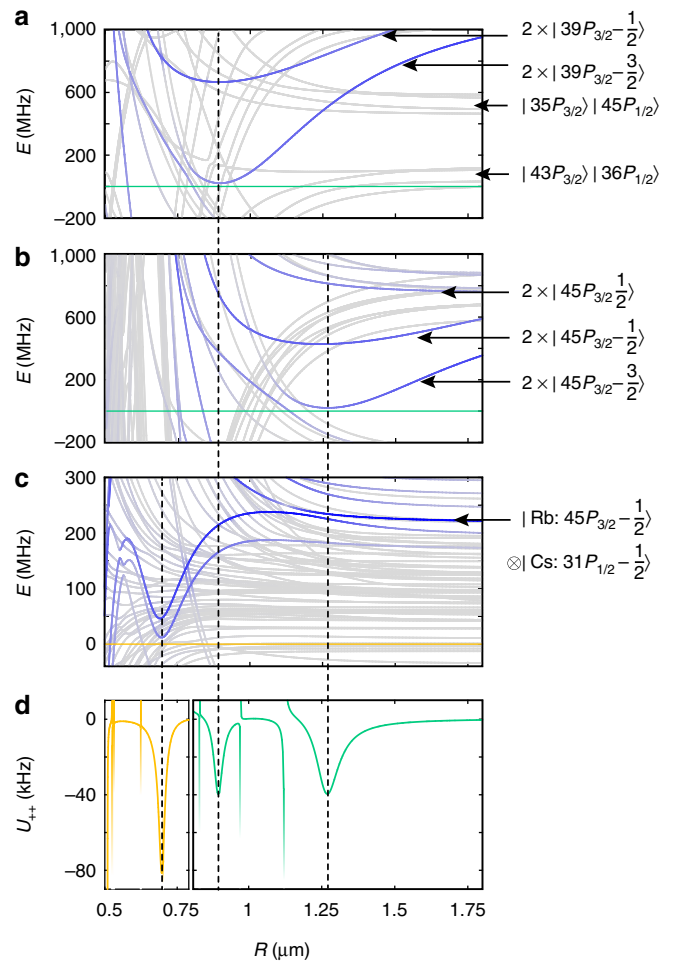 a
1,000
600
200
−200
E (MHz)
2 × | 39P3/2 − 1/2⟩
2 × | 39P3/2 − 3/2⟩
| 35P3/2⟩ | 45P1/2⟩
| 43P3/2⟩ | 36P1/2⟩
b
1,000
600
200
−200
E (MHz)
2 × | 45P3/2 1/2⟩
2 × | 45P3/2 − 1/2⟩
2 × | 45P3/2 − 3/2⟩
c
300
200
100
0
E (MHz)
| Rb: 45P3/2 − 1/2⟩
⊗| Cs: 31P1/2 − 1/2⟩
d
0
−40
−80
U++ (kHz)
0.5 0.75 1 1.25 1.5 1.75
R (μm)